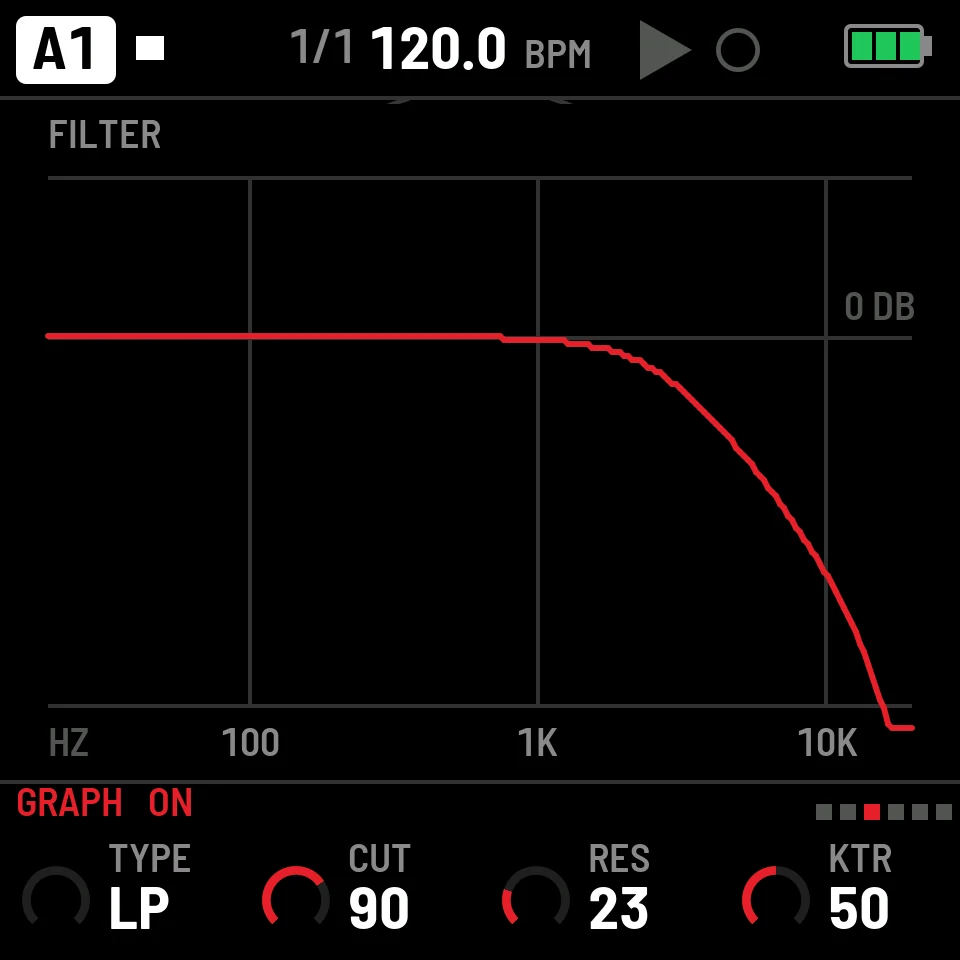 A1 1/1 120.0 BPM
FILTER
0 DB
HZ 100 1K 10K
GRAPH ON
TYPE CUT RES KTR
LP 90 23 50